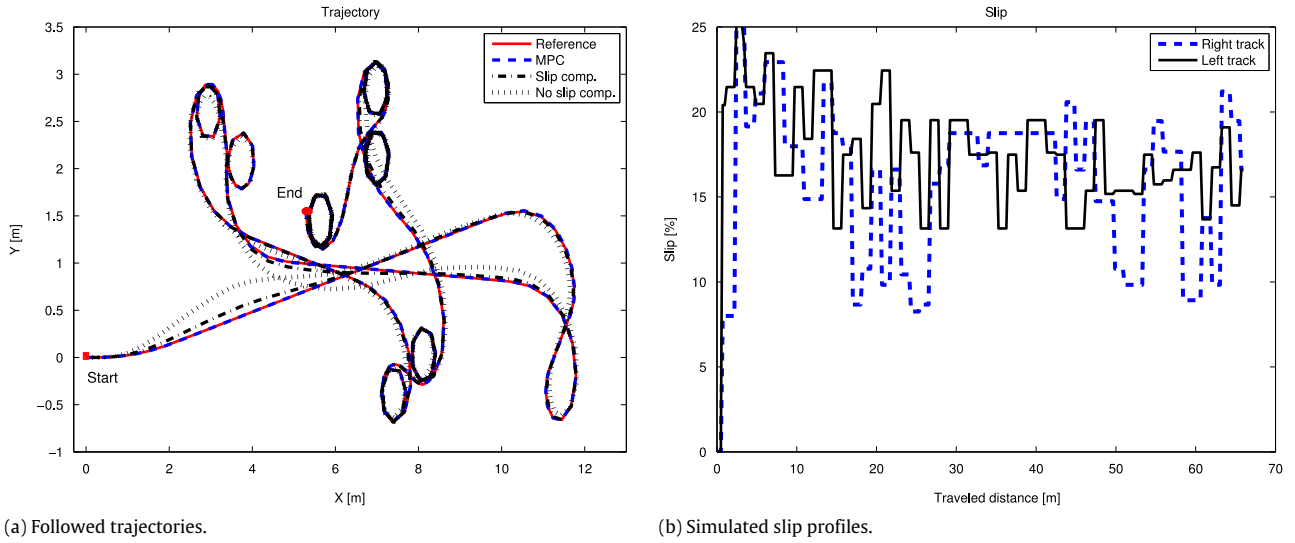 Trajectory
3.5
3
2.5
2
1.5
1
0.5
0
−0.5
−1
Y [m]
Reference
MPC
Slip comp.
No slip comp.
End
Start
0 2 4 6 8 10 12
X [m]
(a) Followed trajectories.
Slip
25
20
15
10
5
0
Slip [%]
Right track
Left track
0 10 20 30 40 50 60 70
Traveled distance [m]
(b) Simulated slip profiles.